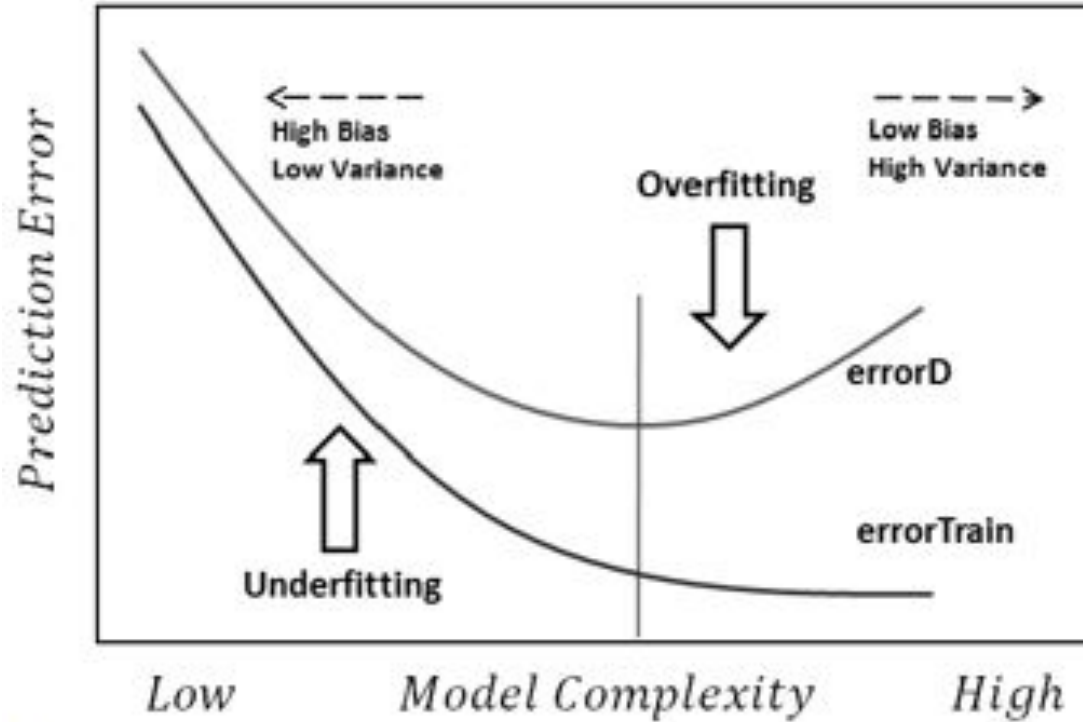 High Bias
Low Variance
Low Bias
High Variance
Overfitting
Prediction Error
errorD
errorTrain
Underfitting
Low
Model Complexity
High